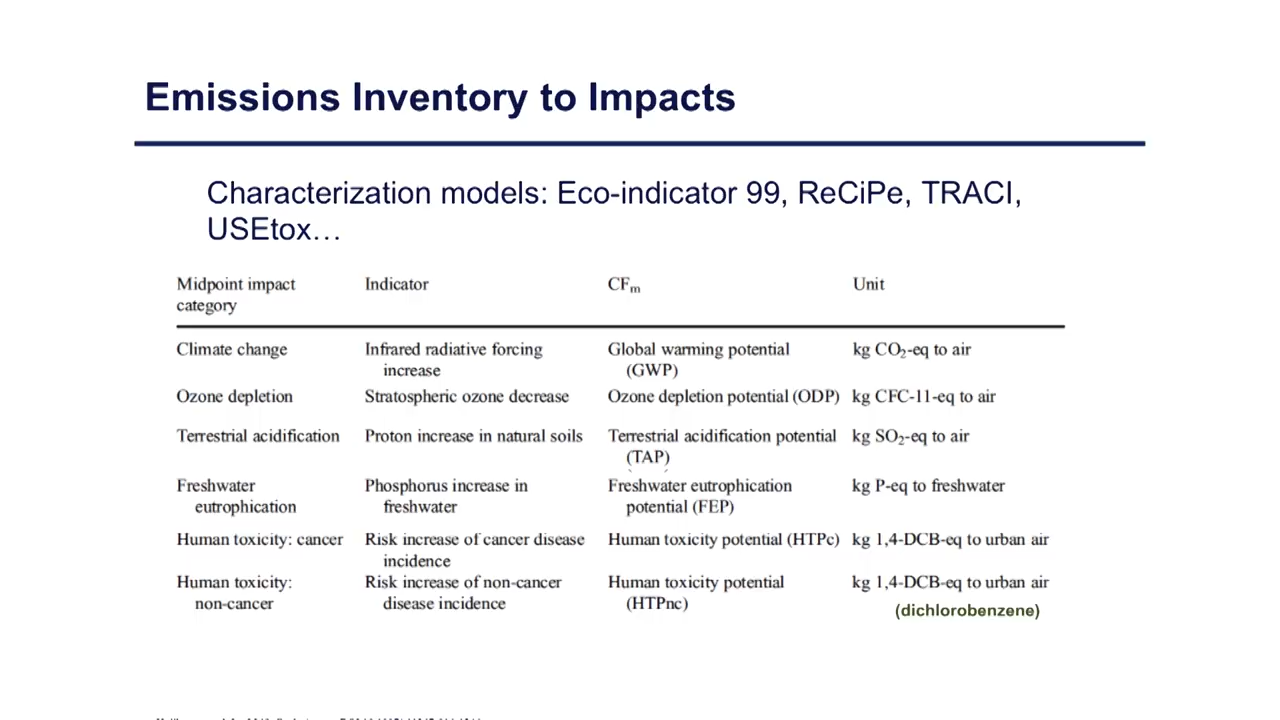 Emissions Inventory to Impacts
Characterization models: Eco-indicator 99, ReCiPe, TRACI,
USEtox…
Midpoint impact category	Indicator	CFm	Unit
Climate change	Infrared radiative forcing increase	Global warming potential (GWP)	kg CO₂-eq to air
Ozone depletion	Stratospheric ozone decrease	Ozone depletion potential (ODP)	kg CFC-11-eq to air
Terrestrial acidification	Proton increase in natural soils	Terrestrial acidification potential (TAP)	kg SO₂-eq to air
Freshwater eutrophication	Phosphorus increase in freshwater	Freshwater eutrophication potential (FEP)	kg P-eq to freshwater
Human toxicity: cancer	Risk increase of cancer disease incidence	Human toxicity potential (HTPc)	kg 1,4-DCB-eq to urban air
Human toxicity: non-cancer	Risk increase of non-cancer disease incidence	Human toxicity potential (HTPnc)	kg 1,4-DCB-eq to urban air
(dichlorobenzene)